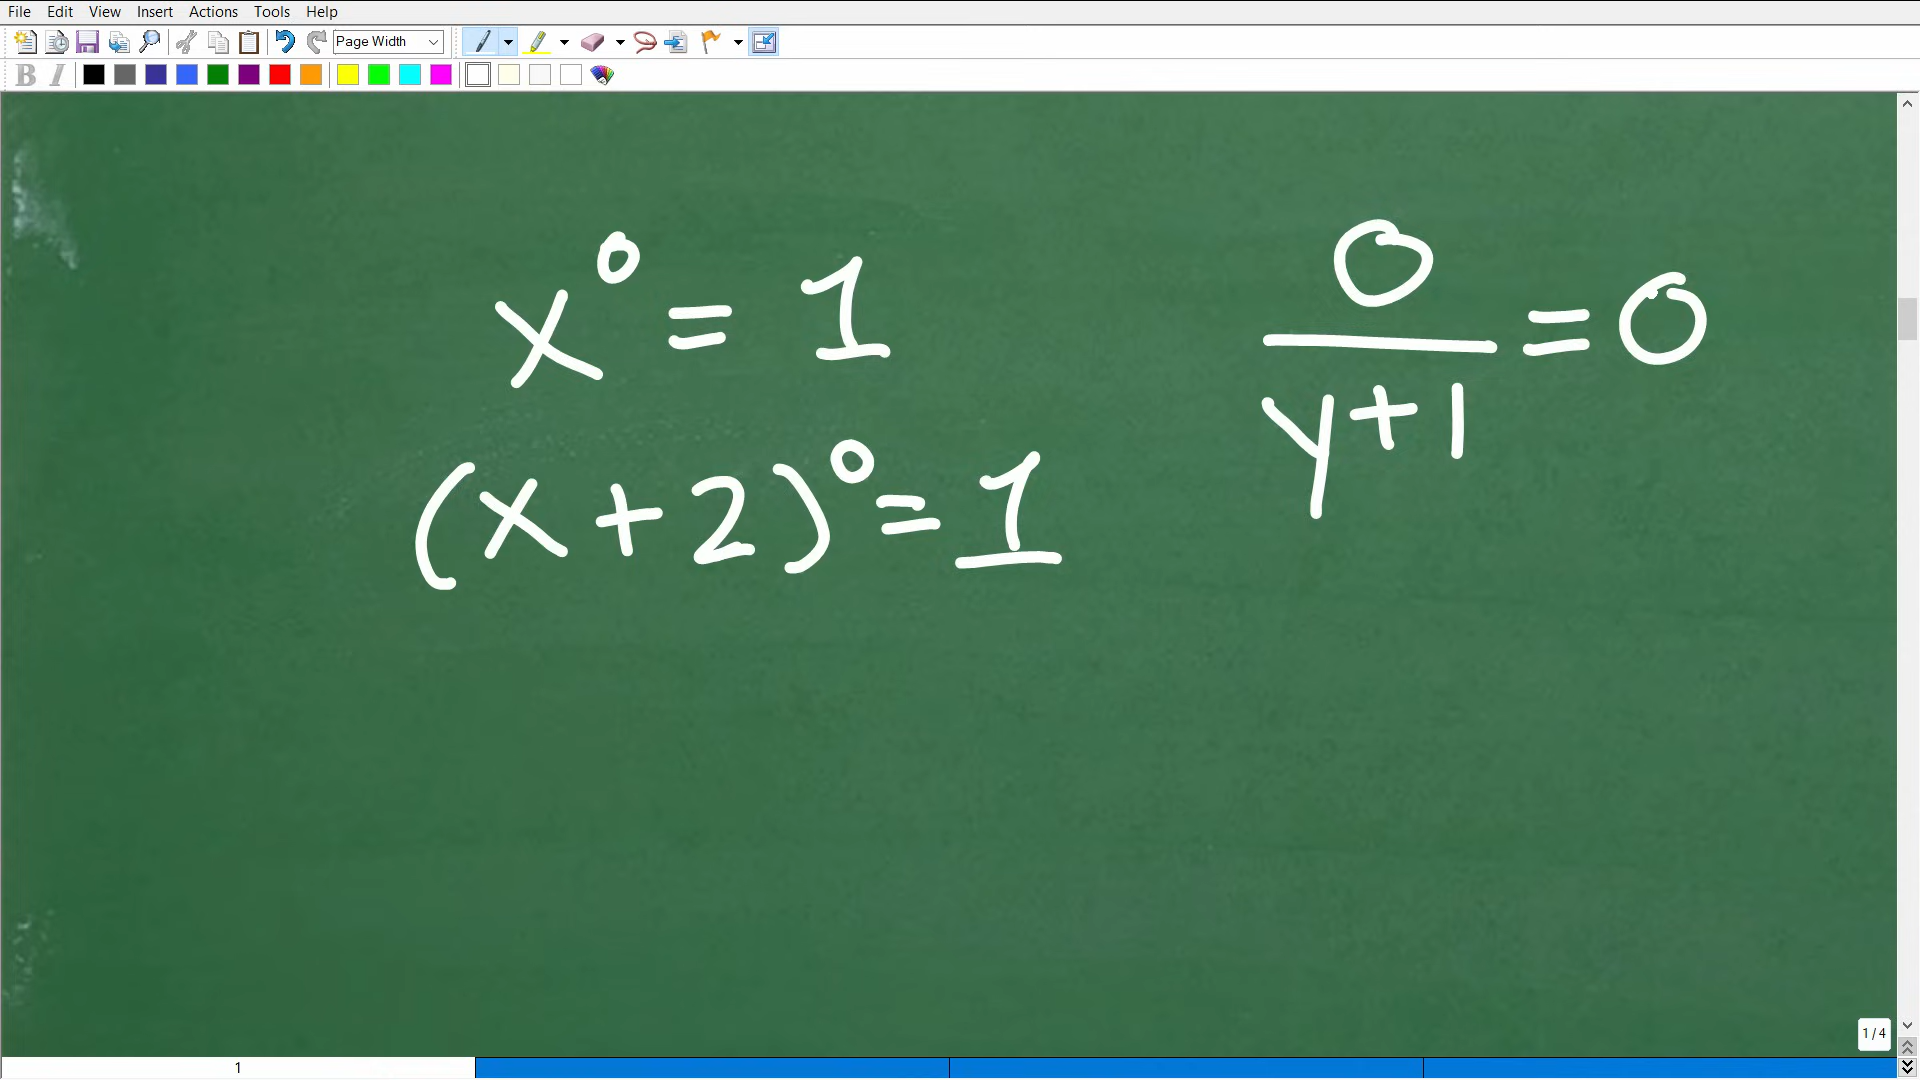 File Edit View Insert Actions Tools Help
Page Width
B I
x⁰ = 1
(x + 2)⁰ = 1
0/(y+1) = 0
1 / 4
1